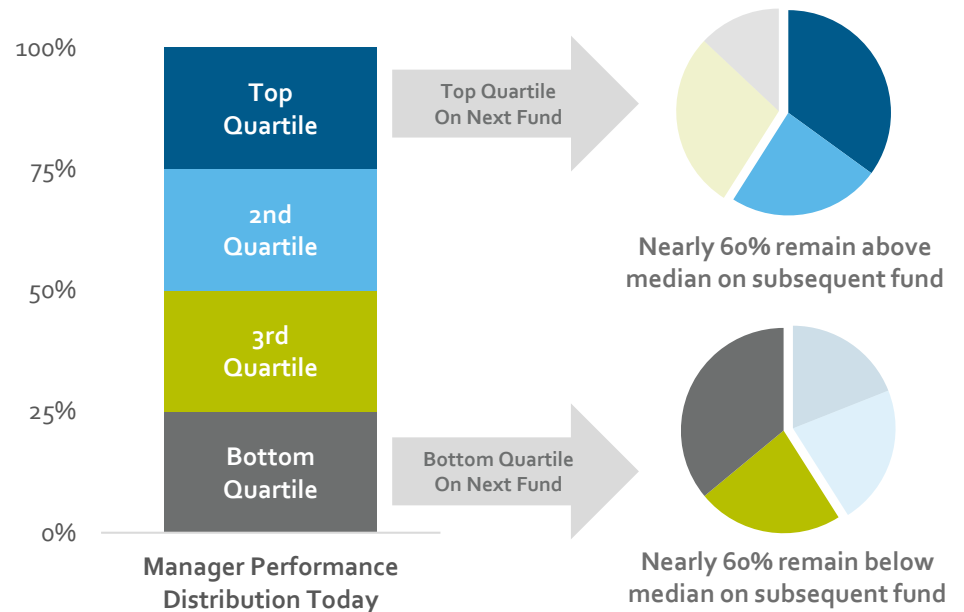 100%
75%
50%
25%
0%
Top
Quartile
2nd
Quartile
3rd
Quartile
Bottom
Quartile
Manager Performance
Distribution Today
Top Quartile
On Next Fund
Nearly 60% remain above
median on subsequent fund
Bottom Quartile
On Next Fund
Nearly 60% remain below
median on subsequent fund